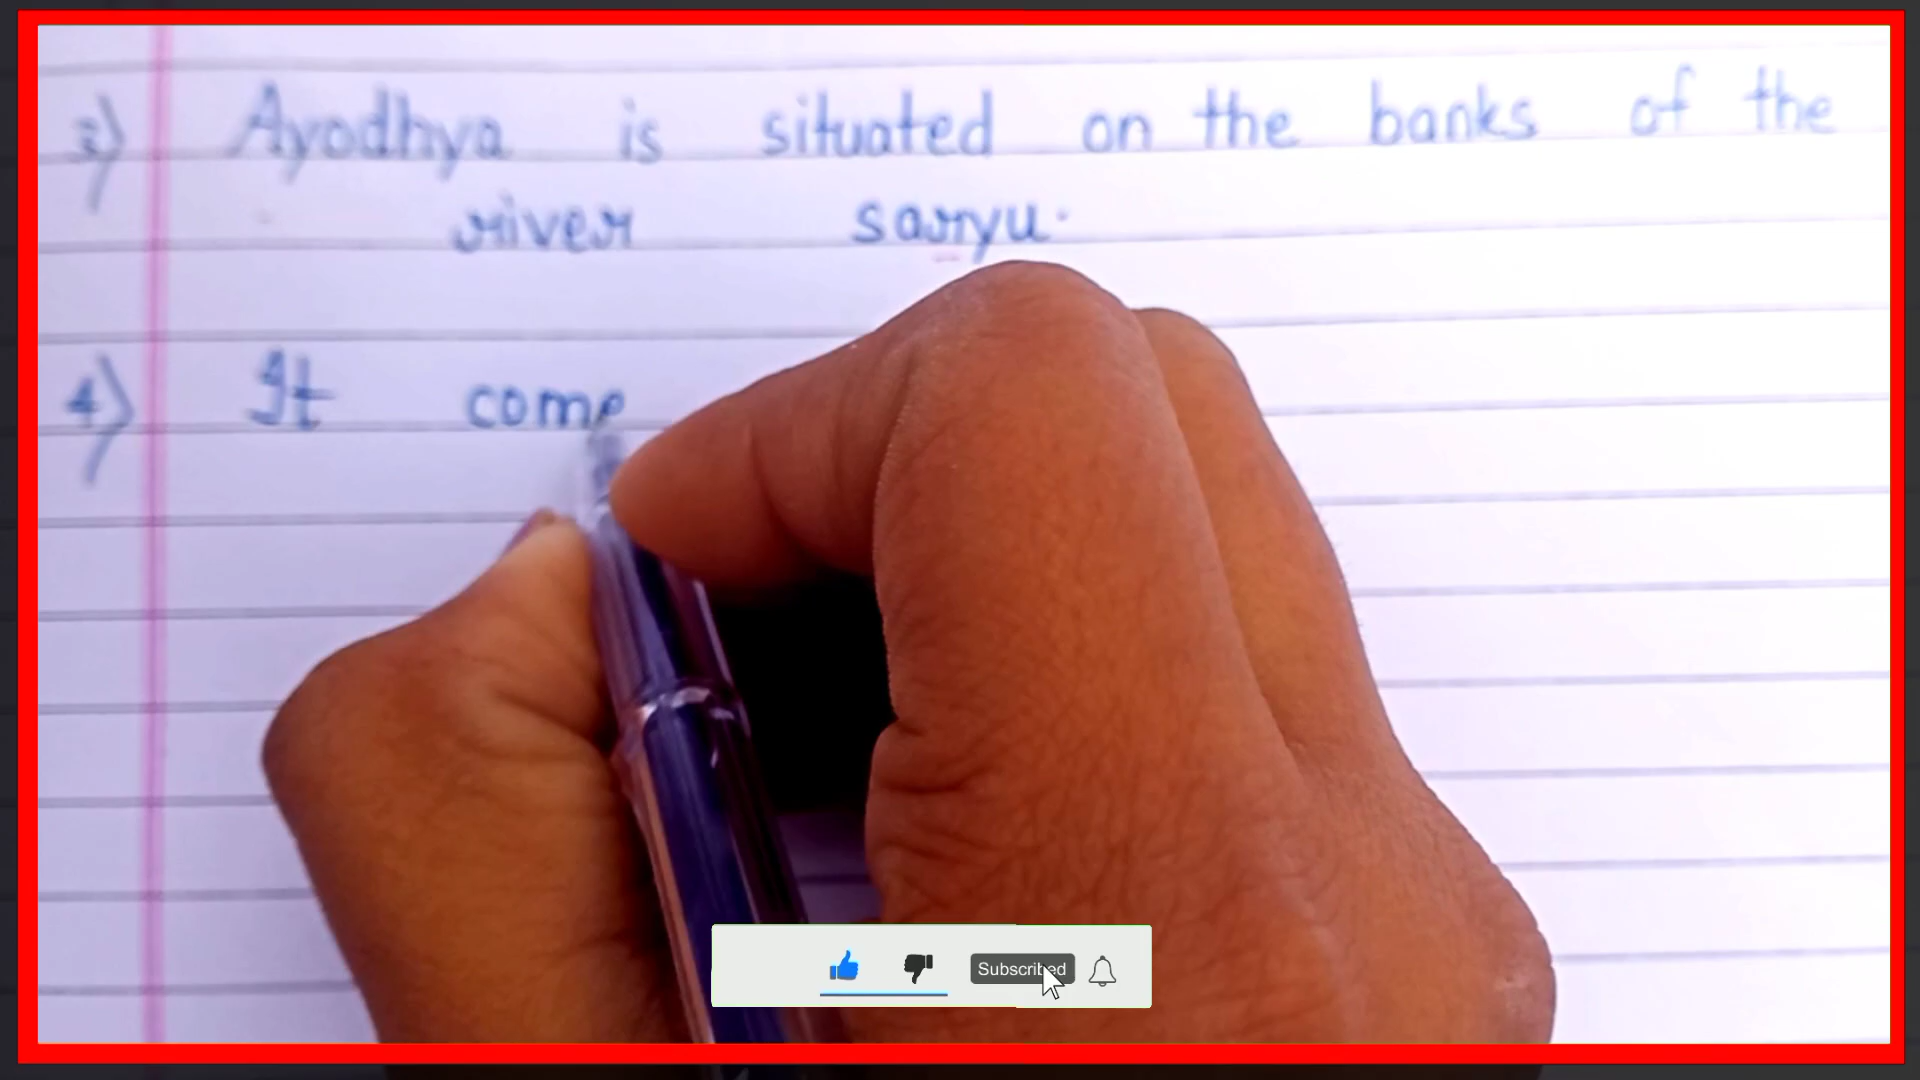 3) Ayodhya is situated on the banks of the
river saryu.
4) It come
Subscribed